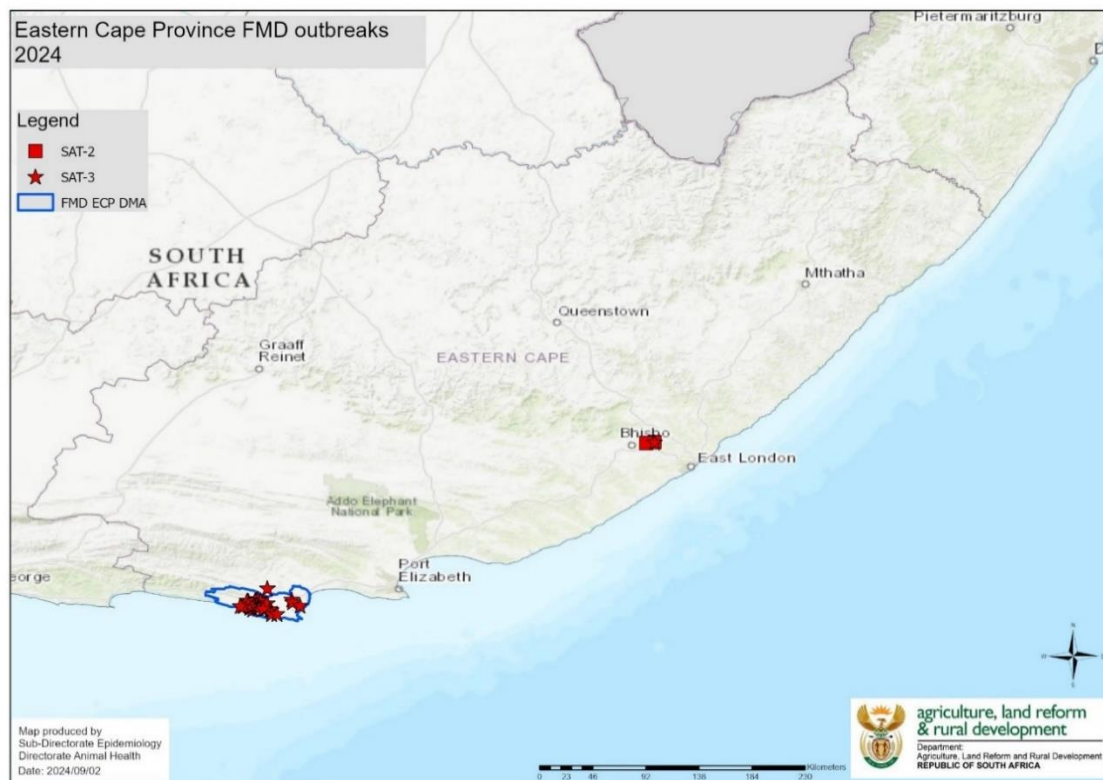 Eastern Cape Province FMD outbreaks
2024
Legend
SAT-2
SAT-3
FMD ECP DMA
Pietermaritzburg
D
SOUTH
AFRICA
Mthatha
Queenstown
Graaff
Reinet
EASTERN CAPE
Bhisho
East London
Addo Elephant
National Park
Port
Elizabeth
eorge
N
W E
S
Map produced by
Sub-Directorate Epidemiology
Directorate Animal Health
Date: 2024/09/02
Kilometers
0 23 46 92 138 184 230
agriculture, land reform
& rural development
Department:
Agriculture, Land Reform and Rural Development
REPUBLIC OF SOUTH AFRICA